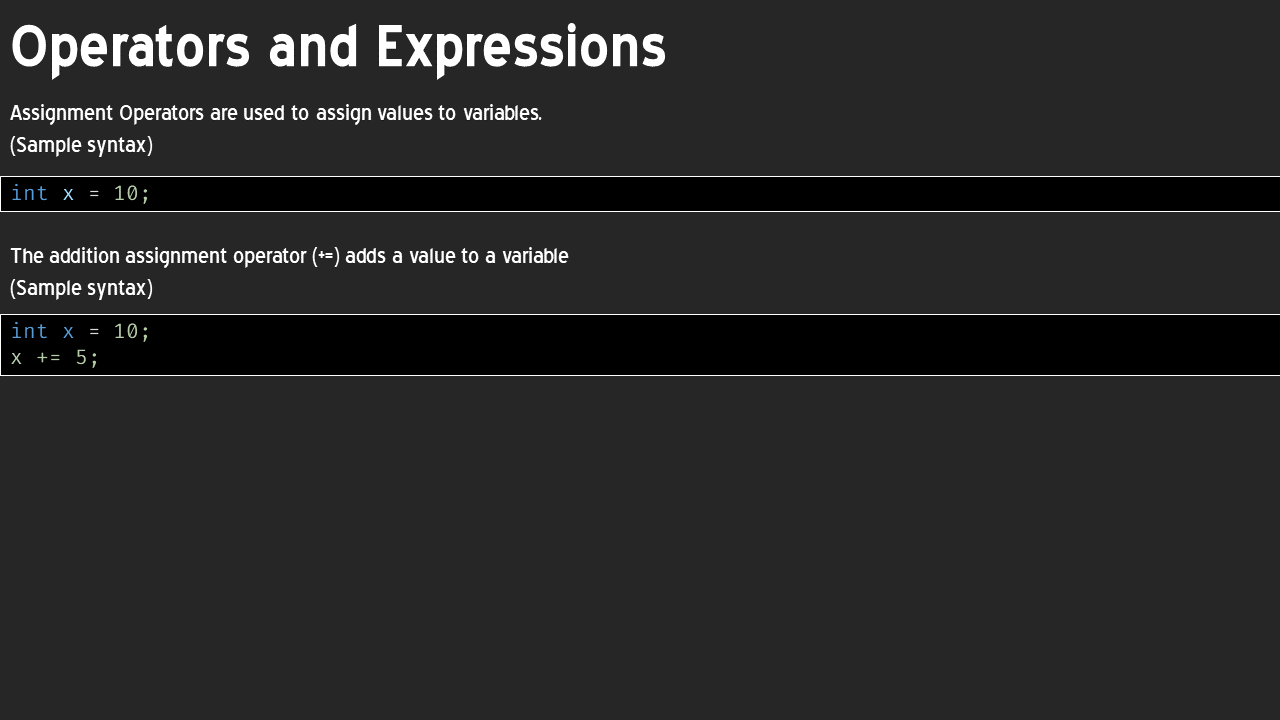 Operators and Expressions
Assignment Operators are used to assign values to variables.
(Sample syntax)
int x = 10;
The addition assignment operator (+=) adds a value to a variable
(Sample syntax)
int x = 10;
x += 5;